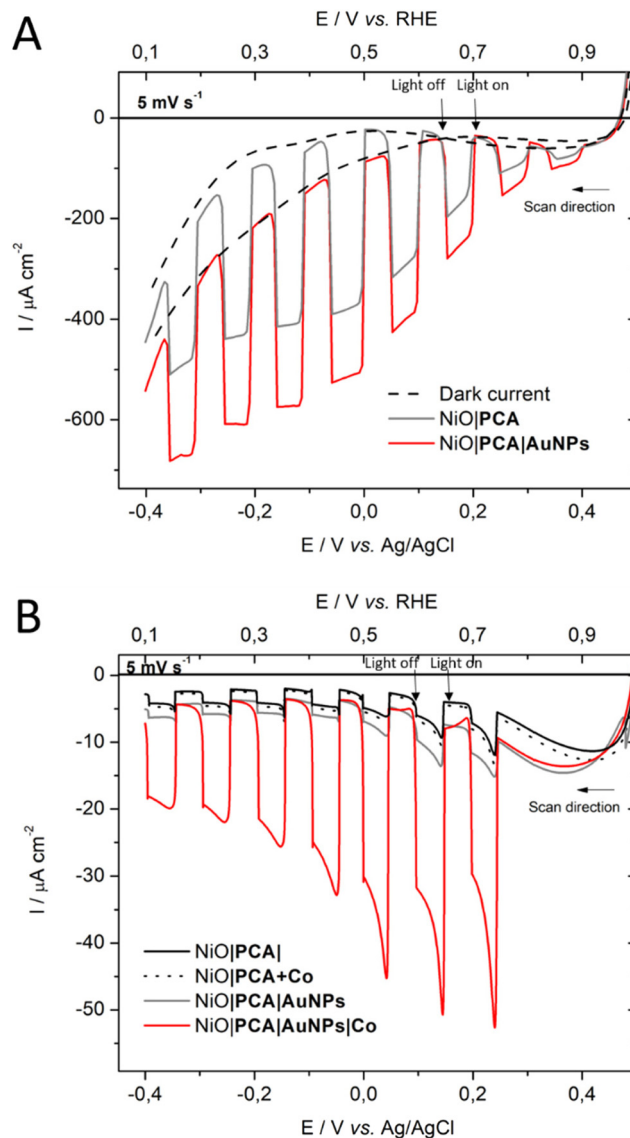 A
E / V vs. RHE
0,1 0,3 0,5 0,7 0,9
5 mV s⁻¹
Light off Light on
Scan direction
0
-200
-400
-600
I / µA cm⁻²
Dark current
NiO|PCA
NiO|PCA|AuNPs
-0,4 -0,2 0,0 0,2 0,4
E / V vs. Ag/AgCl
B
E / V vs. RHE
0,1 0,3 0,5 0,7 0,9
5 mV s⁻¹
Light off Light on
Scan direction
0
-10
-20
-30
-40
-50
I / µA cm⁻²
NiO|PCA|
NiO|PCA+Co
NiO|PCA|AuNPs
NiO|PCA|AuNPs|Co
-0,4 -0,2 0,0 0,2 0,4
E / V vs. Ag/AgCl